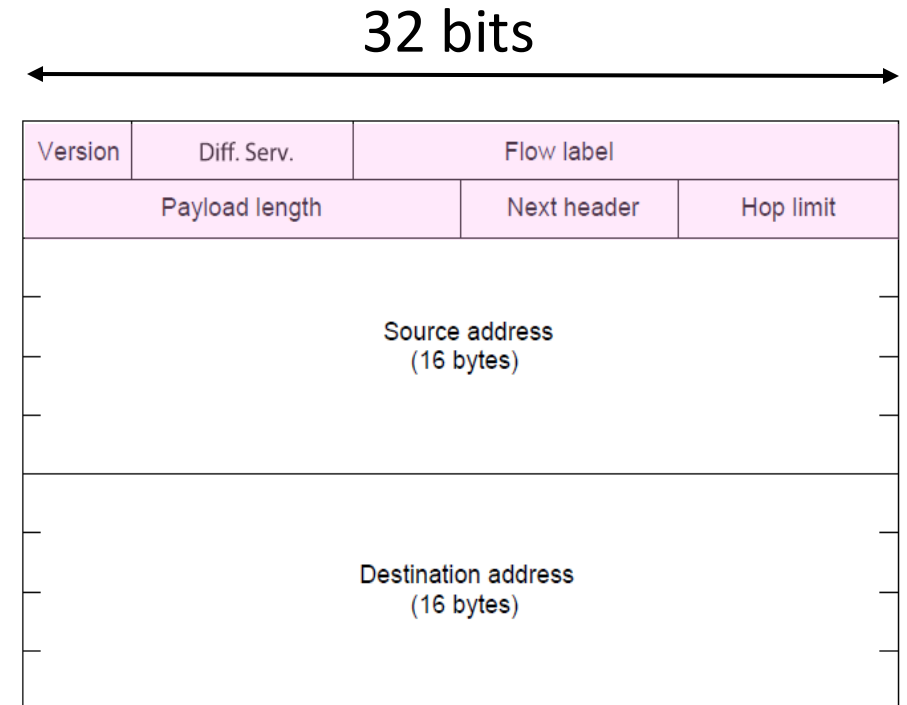 32 bits
Version Diff. Serv. Flow label
Payload length Next header Hop limit
Source address
(16 bytes)
Destination address
(16 bytes)